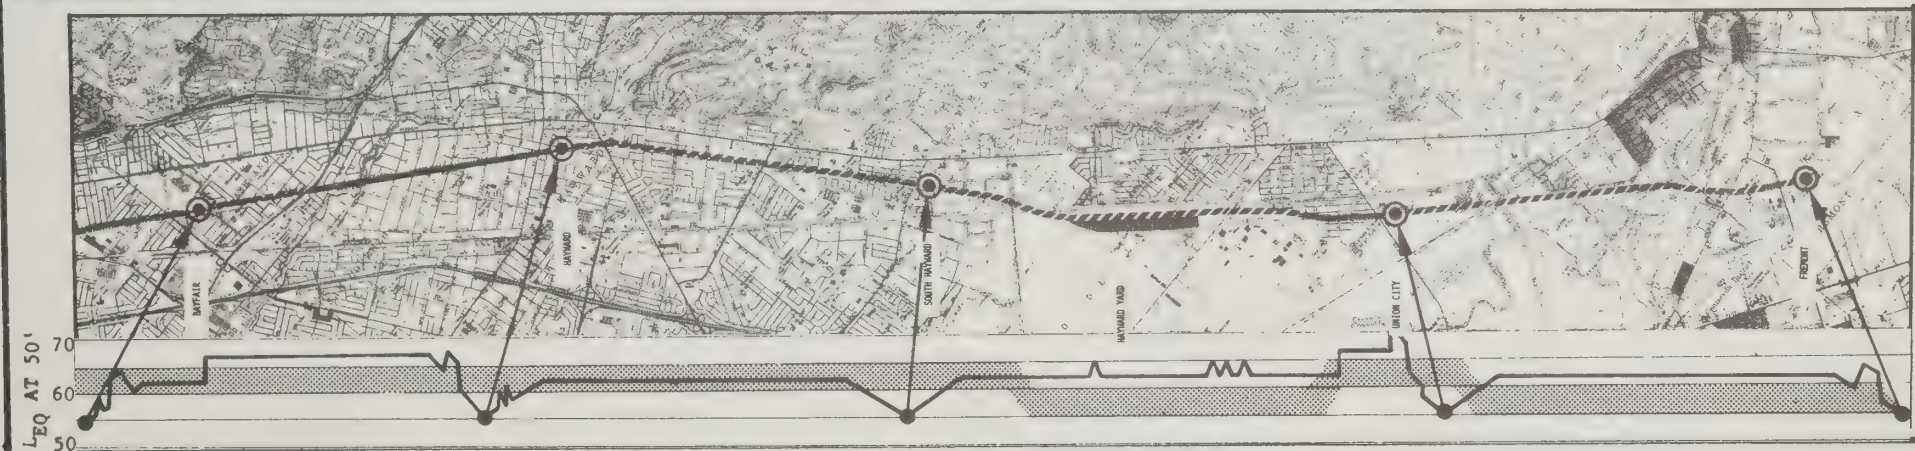 BAYFAIR
HAYWARD
SOUTH HAYWARD
HAYWARD YARD
UNION CITY
FREMONT
LEQ AT 50'
70
60
50